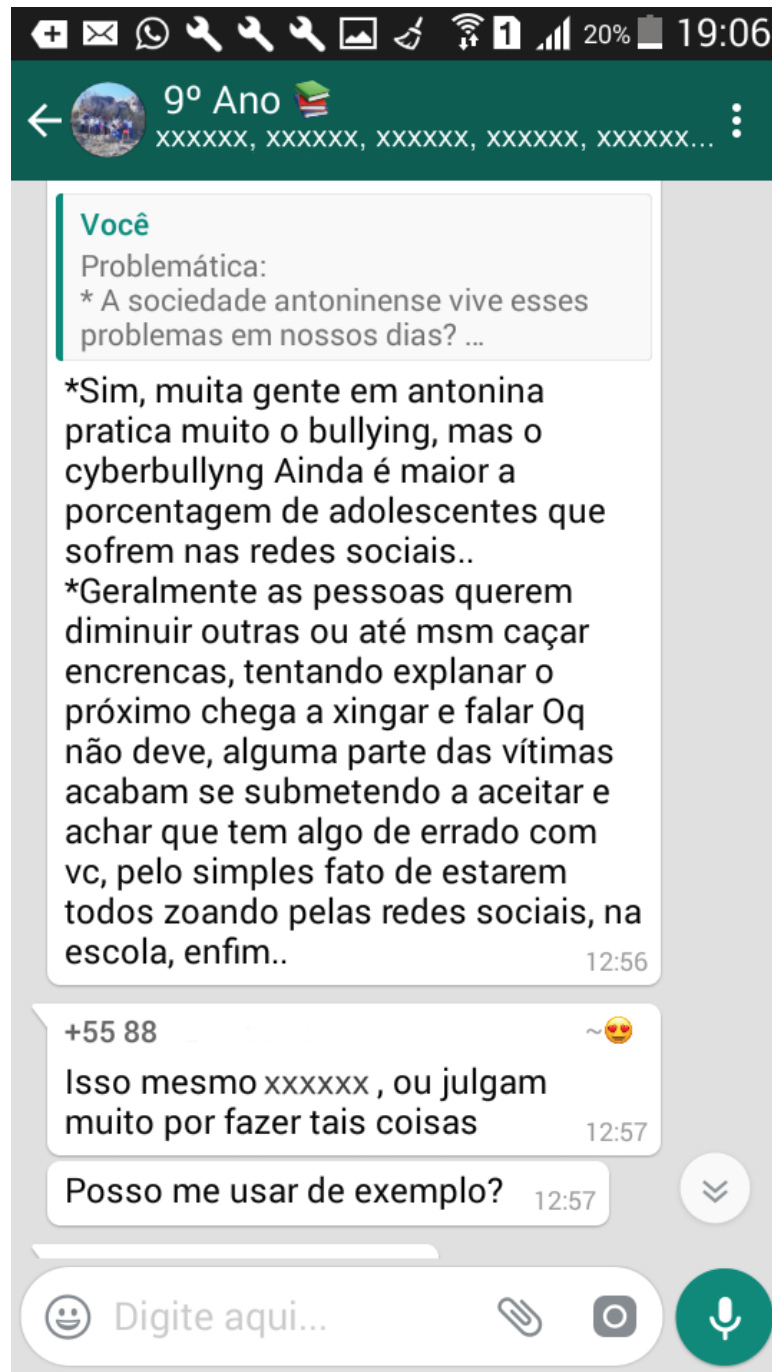 20% 19:06
9º Ano 📚
xxxxxx, xxxxxx, xxxxxx, xxxxxx, xxxxxx...
Você
Problemática:
* A sociedade antoninense vive esses
problemas em nossos dias? ...
*Sim, muita gente em antonina
pratica muito o bullying, mas o
cyberbullyng Ainda é maior a
porcentagem de adolescentes que
sofrem nas redes sociais..
*Geralmente as pessoas querem
diminuir outras ou até msm caçar
encrencas, tentando explanar o
próximo chega a xingar e falar Oq
não deve, alguma parte das vítimas
acabam se submetendo a aceitar e
achar que tem algo de errado com
vc, pelo simples fato de estarem
todos zoando pelas redes sociais, na
escola, enfim..
12:56
+55 88 ~😍
Isso mesmo xxxxxx , ou julgam
muito por fazer tais coisas
12:57
Posso me usar de exemplo? 12:57
Digite aqui...